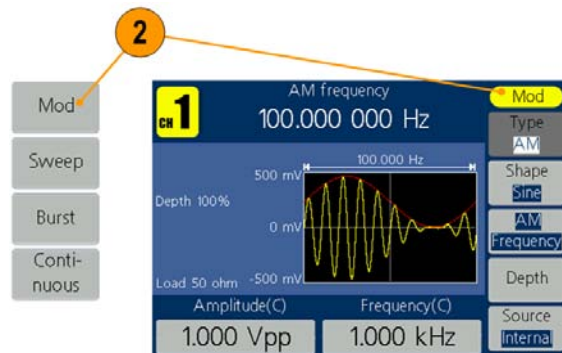 2
Mod
Sweep
Burst
Conti-
nuous
CH 1
AM frequency
100.000 000 Hz
100.000 Hz
500 mV
Depth 100%
0 mV
Load 50 ohm
-500 mV
Amplitude(C)
1.000 Vpp
Frequency(C)
1.000 kHz
Mod
Type
AM
Shape
Sine
AM
Frequency
Depth
Source
Internal